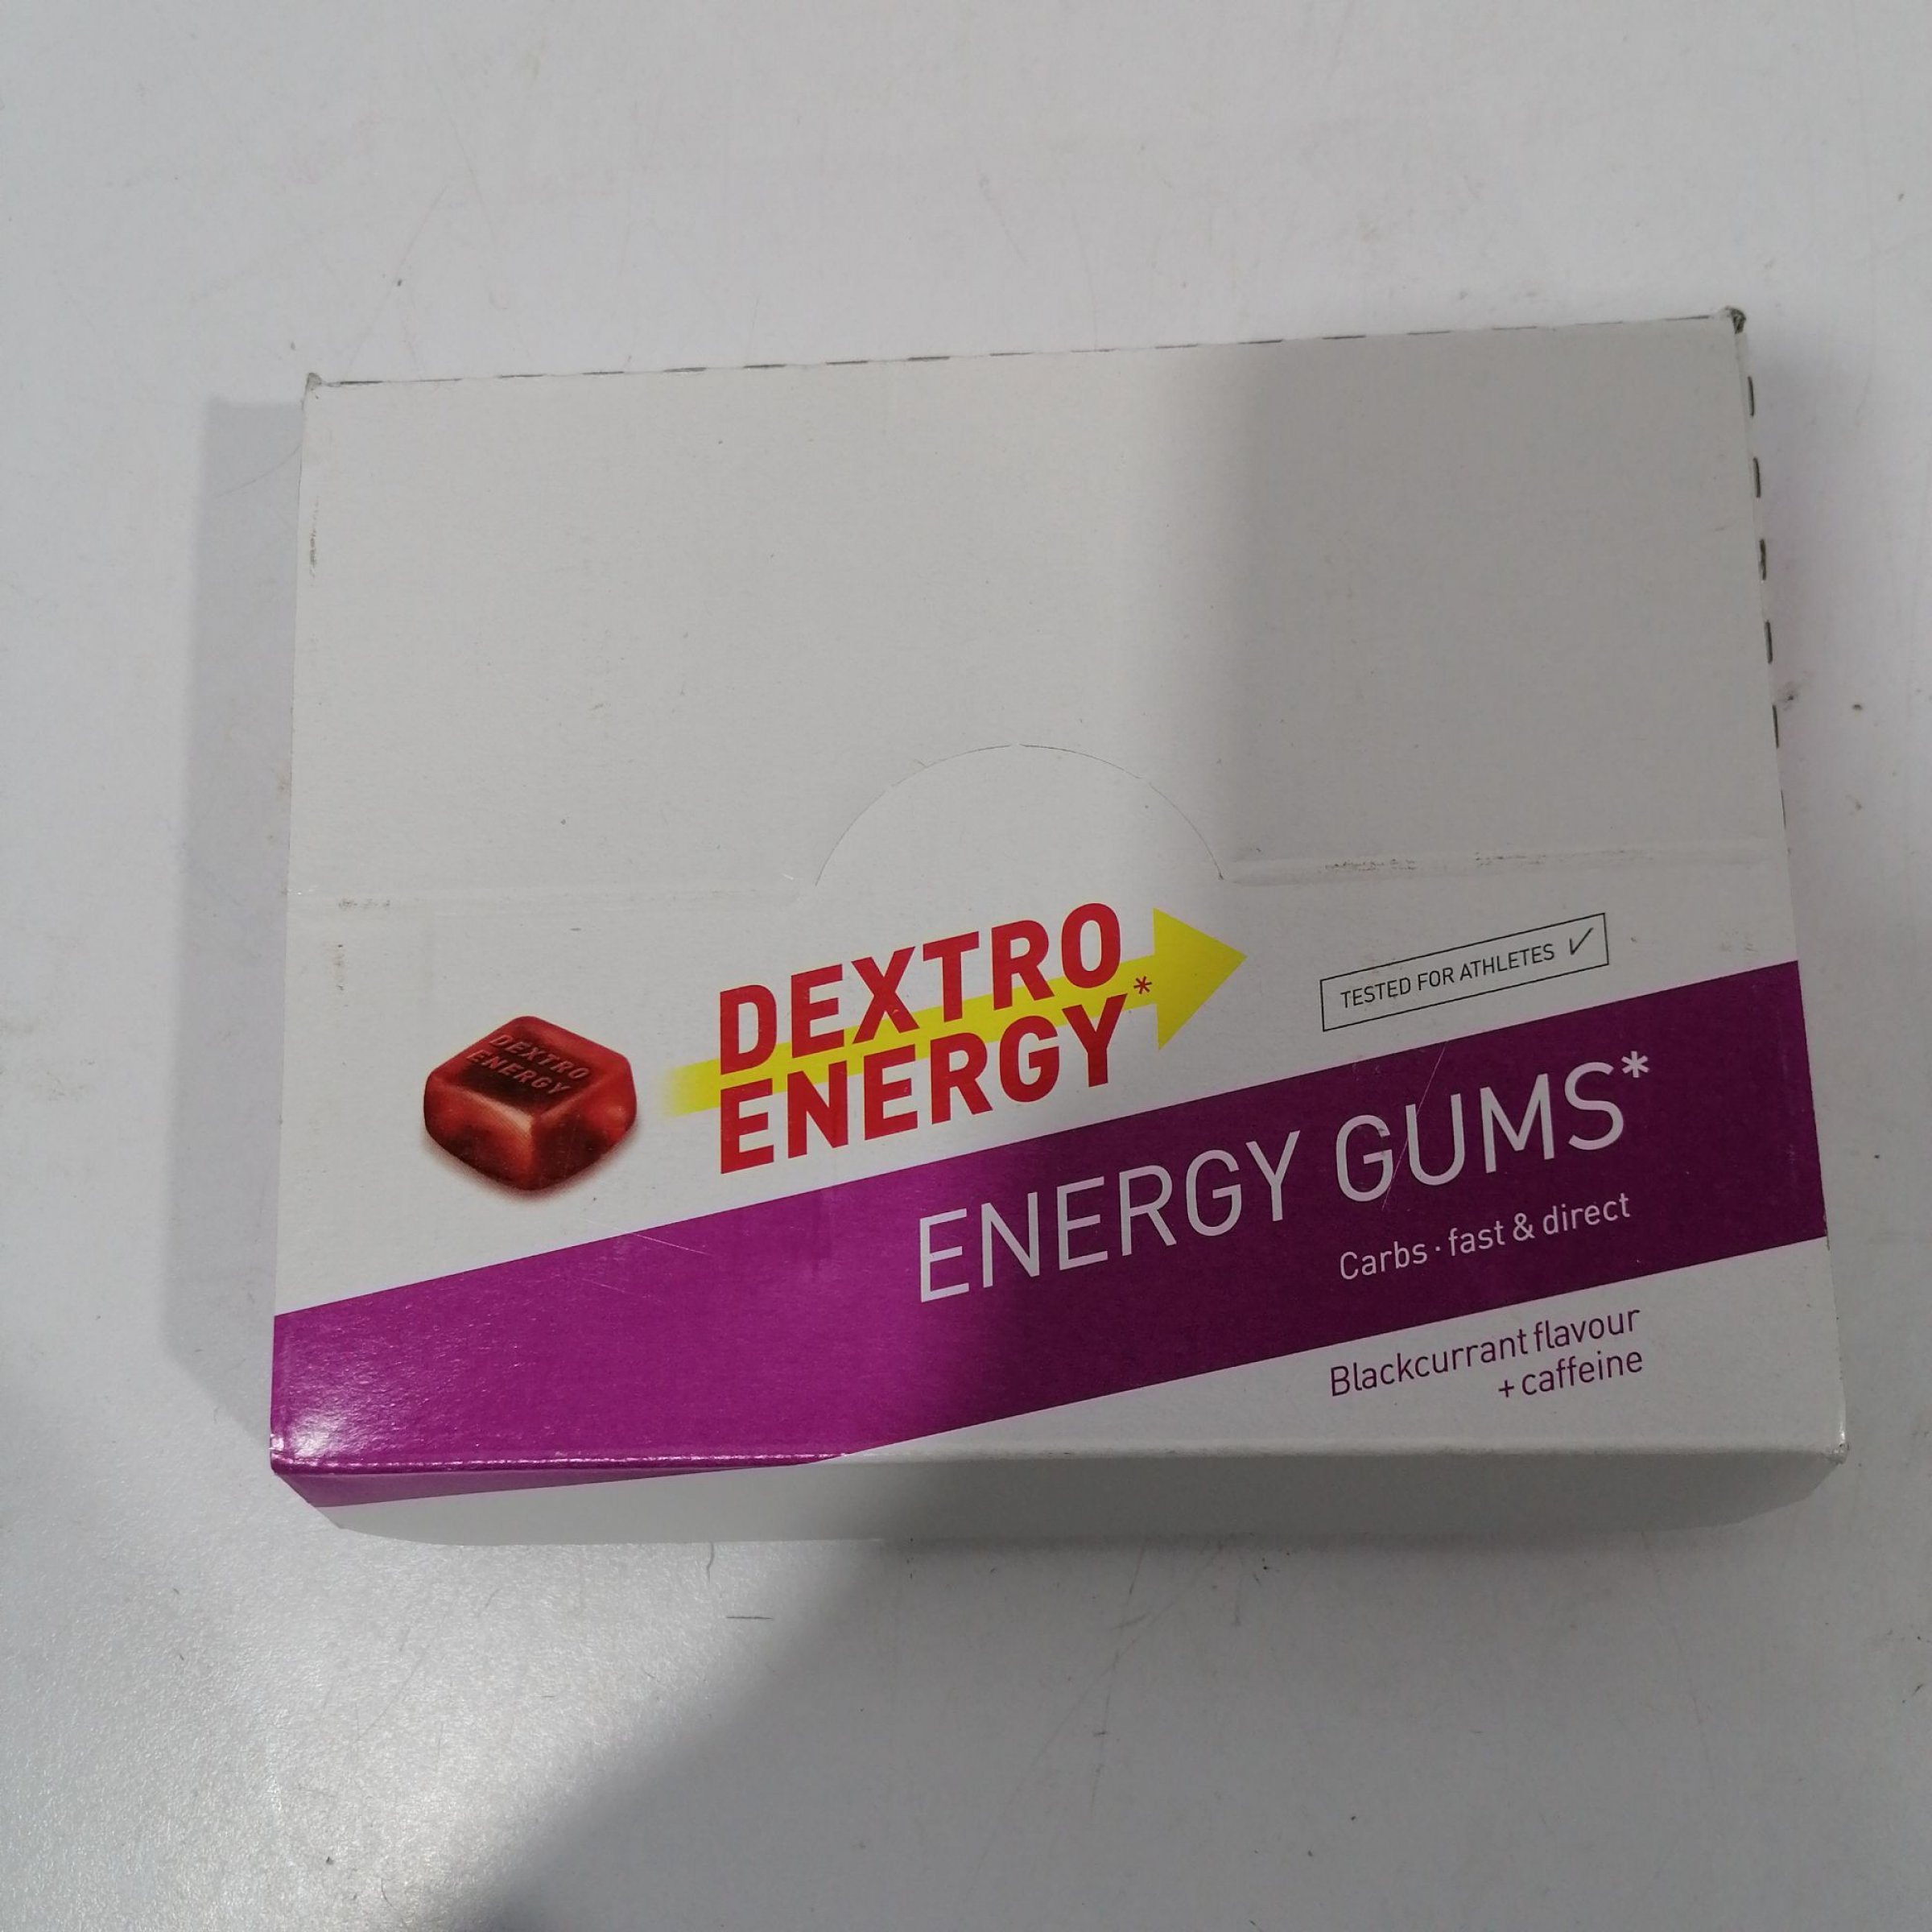 DEXTRO
ENERGY*
TESTED FOR ATHLETES ✓
DEXTRO
ENERGY
ENERGY GUMS*
Carbs · fast & direct
Blackcurrant flavour
+ caffeine